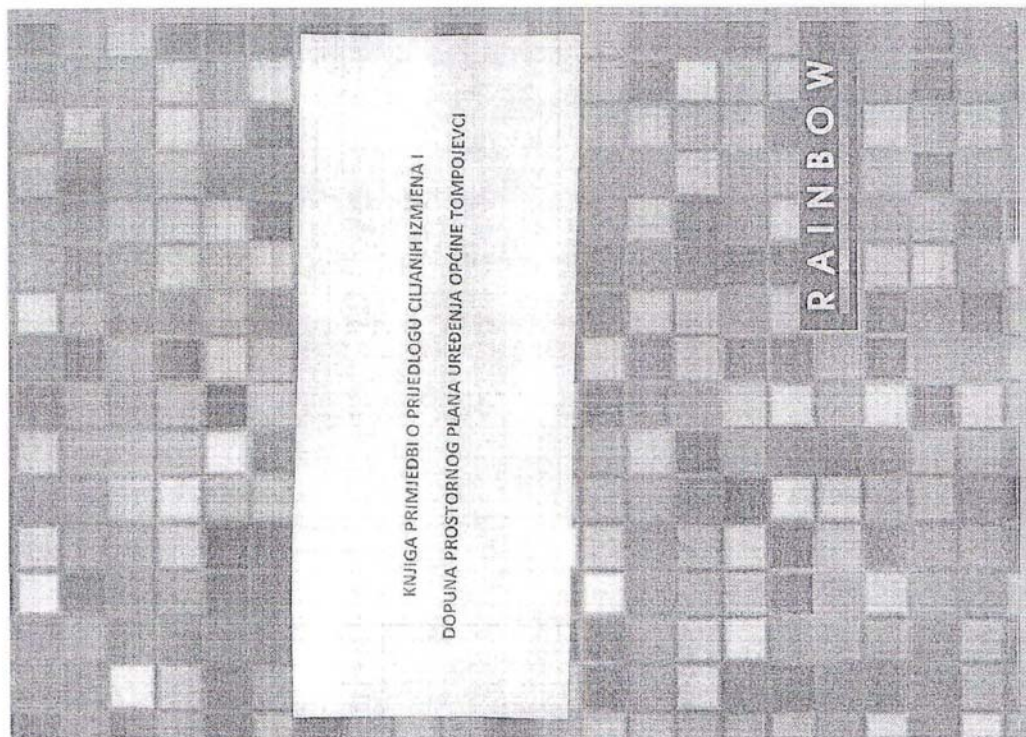 KNJIGA PRIMJEDBI O PRIJEDLOGU CILJANIH IZMJENA I
DOPUNA PROSTORNOG PLANA UREĐENJA OPĆINE TOMPOJEVCI
RAINBOW